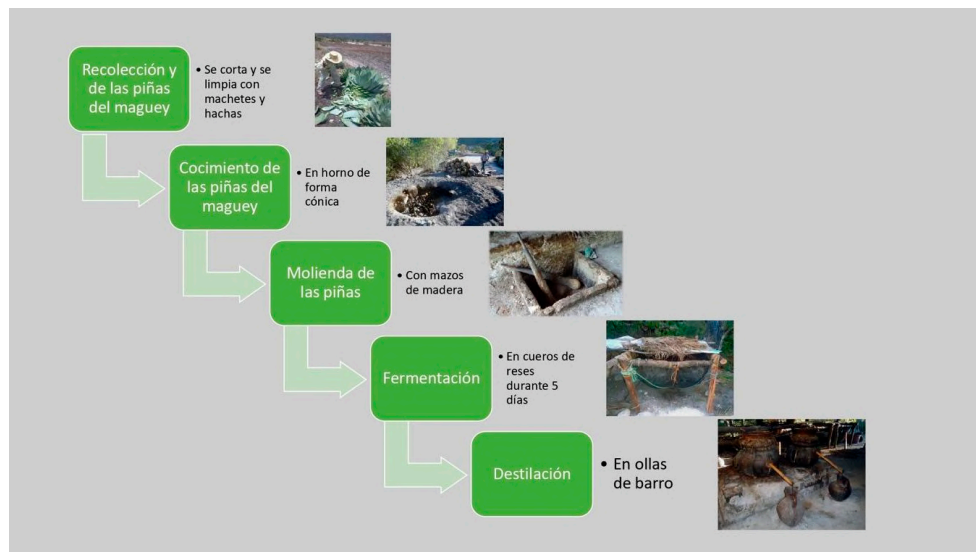 Recolección y
de las piñas
del maguey
• Se corta y se
limpia con
machetes y
hachas
Cocimiento de
las piñas del
maguey
• En horno de
forma
cónica
Molienda de
las piñas
• Con mazos
de madera
Fermentación
• En cueros de
reses
durante 5
días
Destilación
• En ollas
de barro